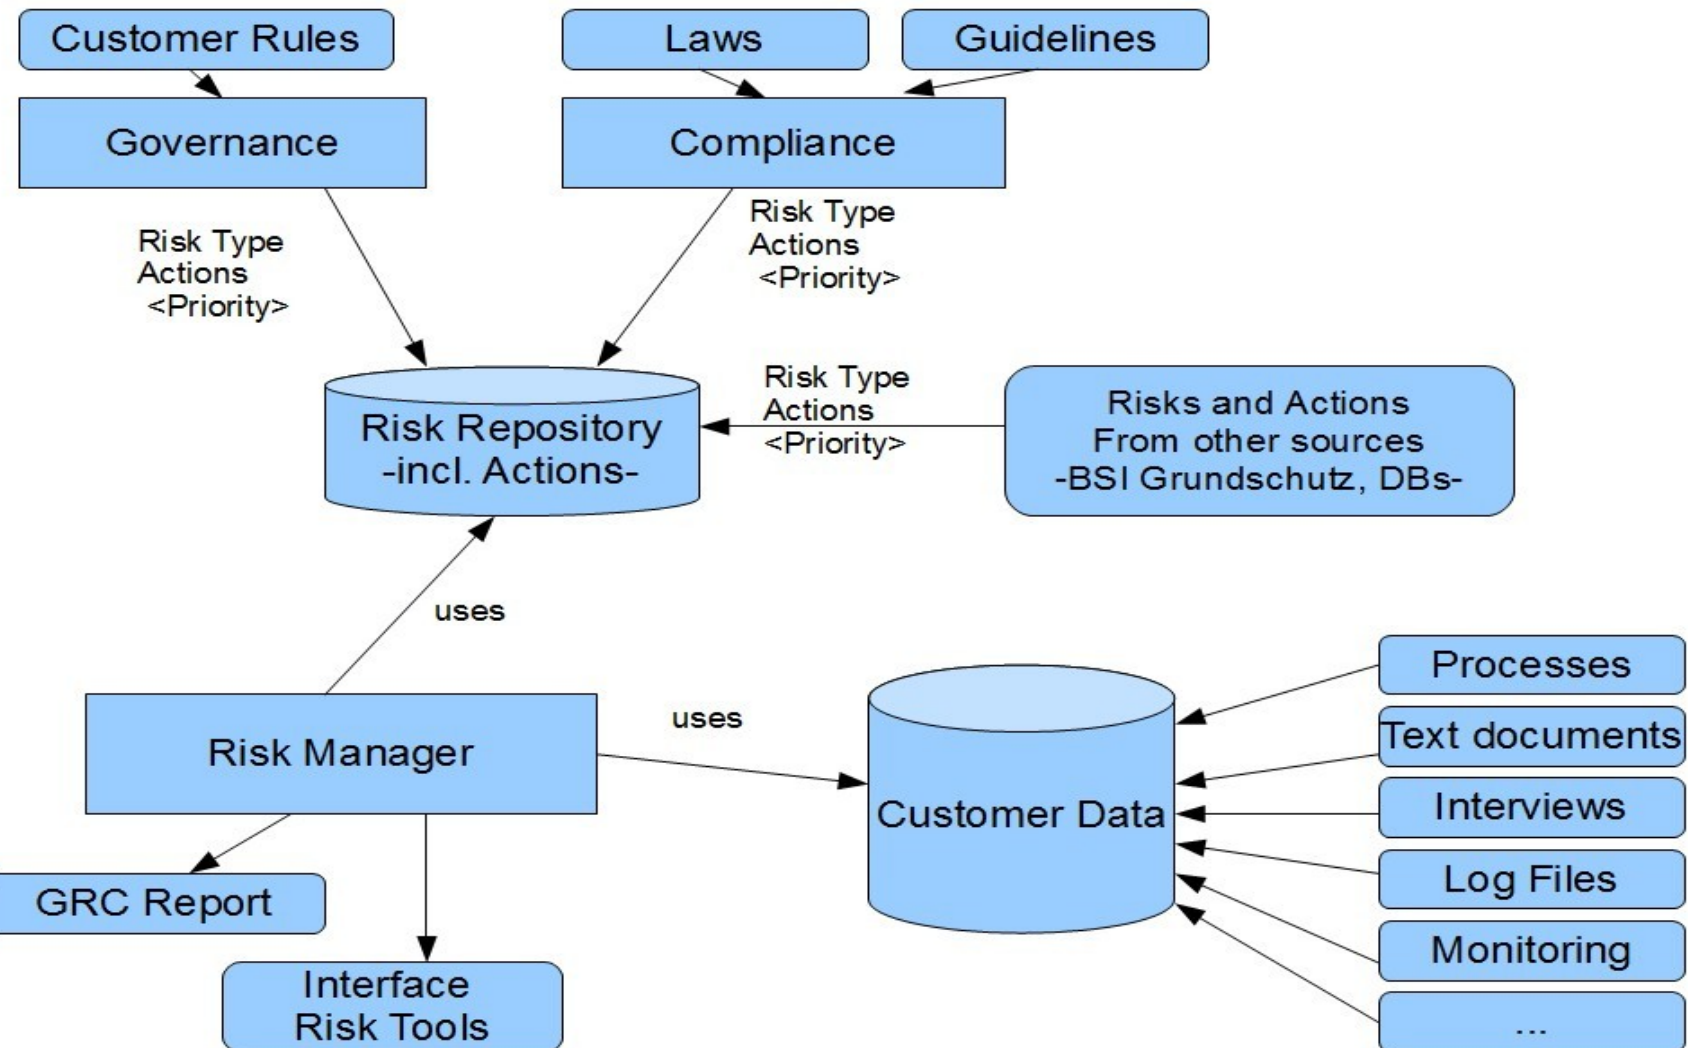 Customer Rules
Laws
Guidelines
Governance
Compliance
Risk Type
Actions
<Priority>
Risk Type
Actions
<Priority>
Risk Type
Actions
<Priority>
Risk Repository
-incl. Actions-
Risks and Actions
From other sources
-BSI Grundschutz, DBs-
uses
Risk Manager
uses
Customer Data
Processes
Text documents
Interviews
Log Files
Monitoring
...
GRC Report
Interface
Risk Tools